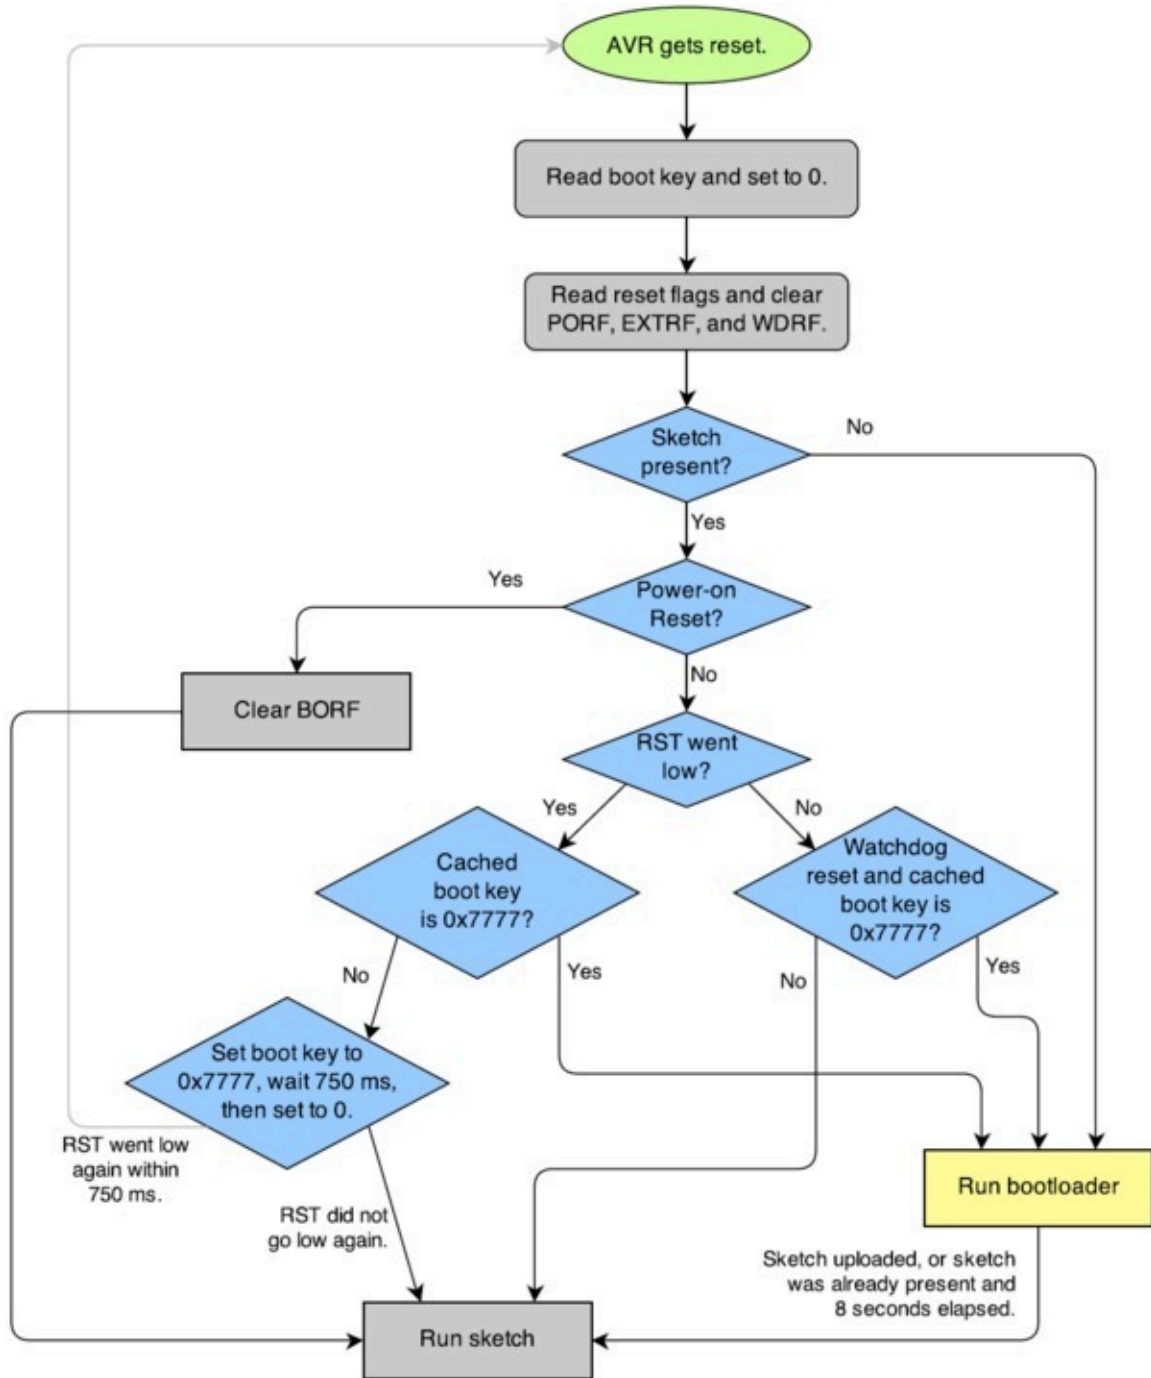 AVR gets reset.
Read boot key and set to 0.
Read reset flags and clear
PORF, EXTRF, and WDRF.
Sketch
present?
No
Yes
Power-on
Reset?
Yes
No
Clear BORF
RST went
low?
Yes
No
Cached
boot key
is 0x7777?
Watchdog
reset and cached
boot key is
0x7777?
No
Yes
No
Yes
Set boot key to
0x7777, wait 750 ms,
then set to 0.
RST went low
again within
750 ms.
RST did not
go low again.
Run bootloader
Sketch uploaded, or sketch
was already present and
8 seconds elapsed.
Run sketch